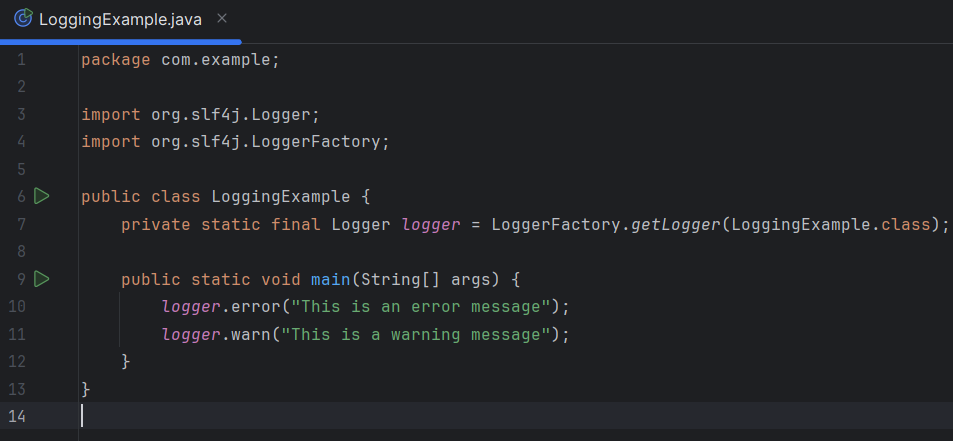 LoggingExample.java
1 package com.example;
2
3 import org.slf4j.Logger;
4 import org.slf4j.LoggerFactory;
5
6 public class LoggingExample {
7     private static final Logger logger = LoggerFactory.getLogger(LoggingExample.class);
8
9     public static void main(String[] args) {
10         logger.error("This is an error message");
11         logger.warn("This is a warning message");
12     }
13 }
14